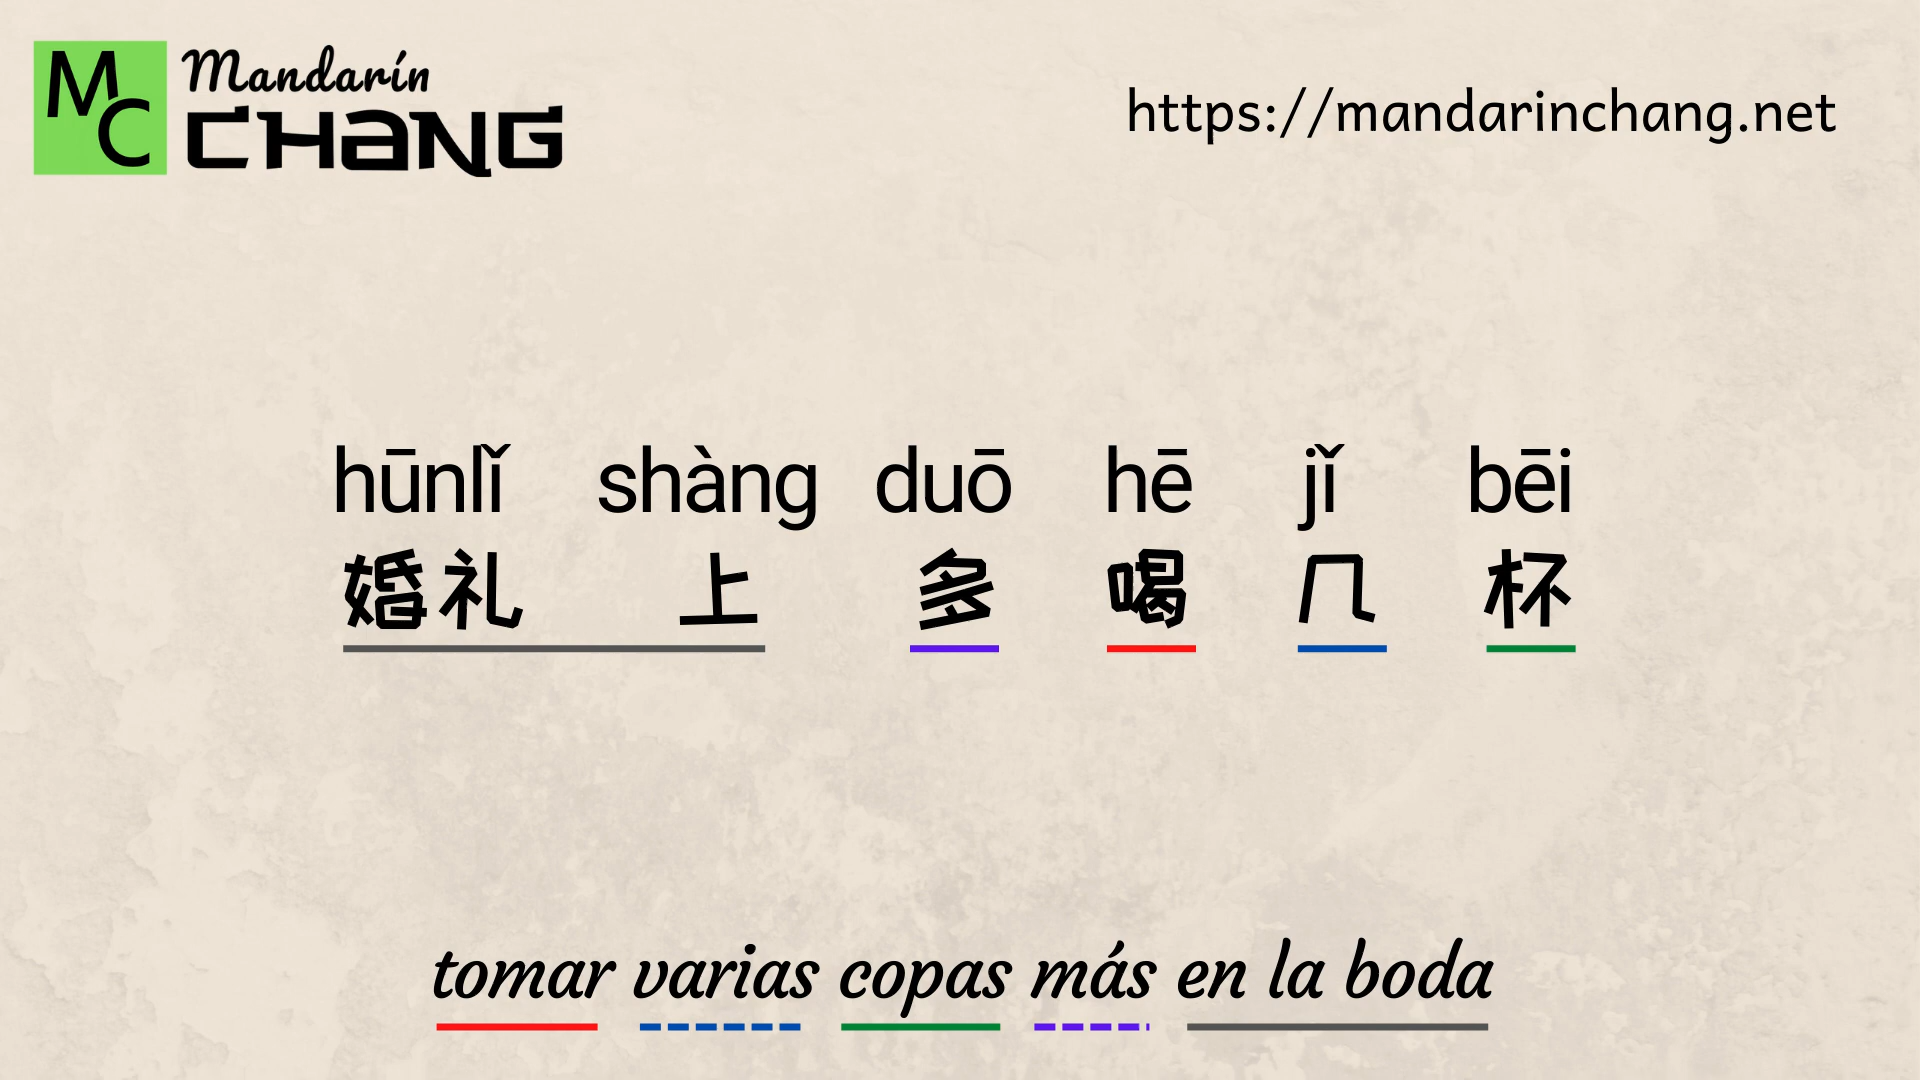 MC Mandarín
CHANG
https://mandarinchang.net
hūnlǐ shàng duō hē jǐ bēi
婚礼 上 多 喝 几 杯
tomar varias copas más en la boda